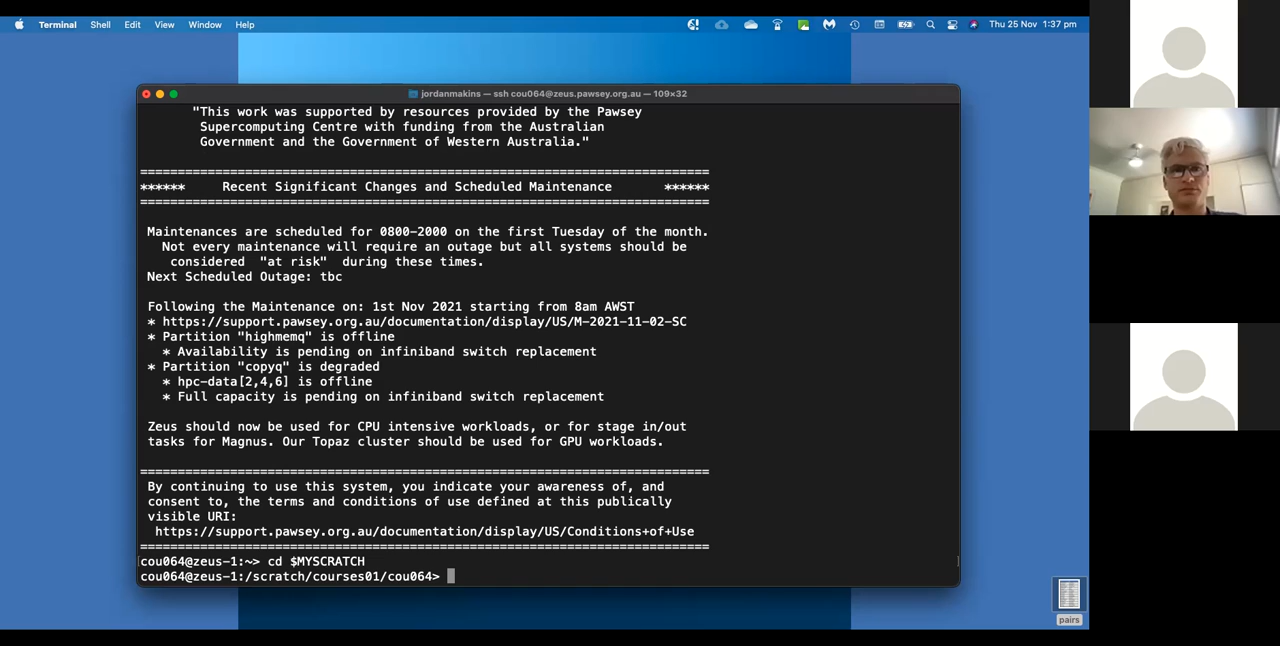 Terminal Shell Edit View Window Help Thu 25 Nov 1:37 pm
jordanmakins — ssh cou064@zeus.pawsey.org.au — 109×32
"This work was supported by resources provided by the Pawsey
Supercomputing Centre with funding from the Australian
Government and the Government of Western Australia."
============================================================================
****** Recent Significant Changes and Scheduled Maintenance ******
============================================================================
Maintenances are scheduled for 0800-2000 on the first Tuesday of the month.
Not every maintenance will require an outage but all systems should be
considered "at risk" during these times.
Next Scheduled Outage: tbc
Following the Maintenance on: 1st Nov 2021 starting from 8am AWST
* https://support.pawsey.org.au/documentation/display/US/M-2021-11-02-SC
* Partition "highmemq" is offline
* Availability is pending on infiniband switch replacement
* Partition "copyq" is degraded
* hpc-data[2,4,6] is offline
* Full capacity is pending on infiniband switch replacement
Zeus should now be used for CPU intensive workloads, or for stage in/out
tasks for Magnus. Our Topaz cluster should be used for GPU workloads.
============================================================================
By continuing to use this system, you indicate your awareness of, and
consent to, the terms and conditions of use defined at this publically
visible URI:
https://support.pawsey.org.au/documentation/display/US/Conditions+of+Use
============================================================================
[cou064@zeus-1:~> cd $MYSCRATCH ]
cou064@zeus-1:/scratch/courses01/cou064>
pairs